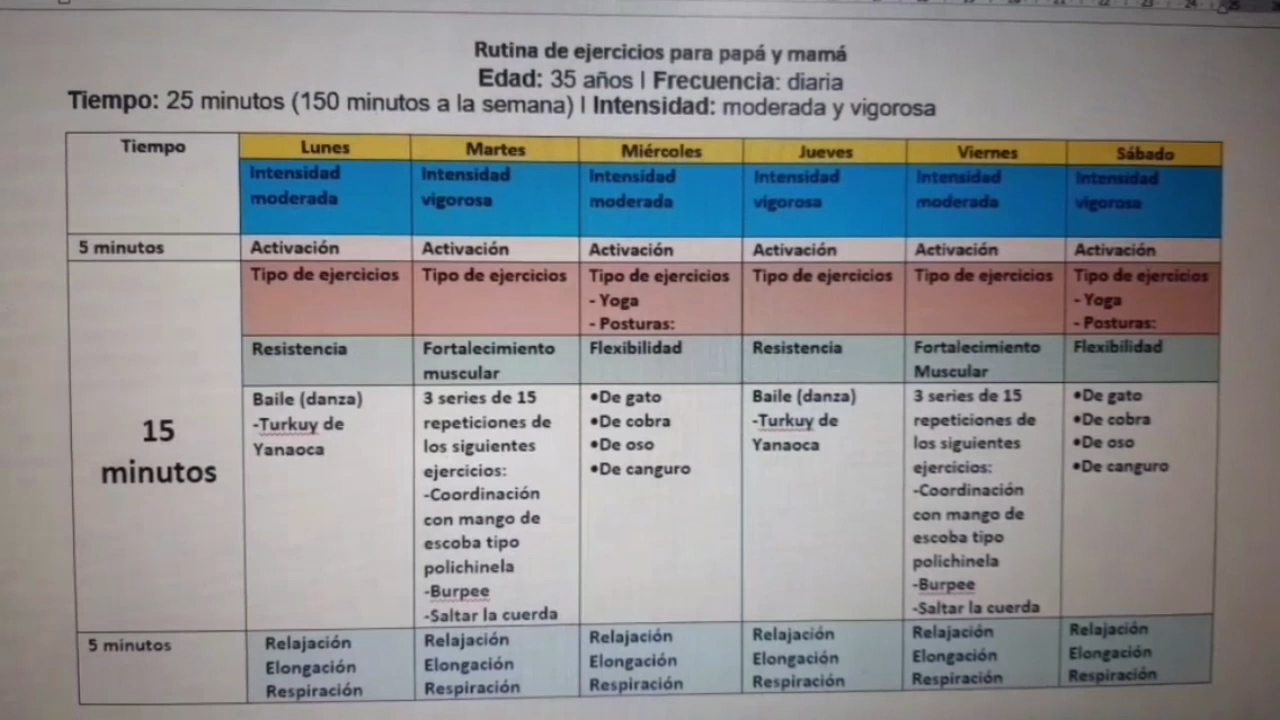 Rutina de ejercicios para papá y mamá
Edad: 35 años | Frecuencia: diaria
Tiempo: 25 minutos (150 minutos a la semana) | Intensidad: moderada y vigorosa
Tiempo Lunes Martes Miércoles Jueves Viernes Sábado
Intensidad Intensidad Intensidad Intensidad Intensidad Intensidad
moderada vigorosa moderada vigorosa moderada vigorosa
5 minutos Activación Activación Activación Activación Activación Activación
Tipo de ejercicios Tipo de ejercicios Tipo de ejercicios Tipo de ejercicios Tipo de ejercicios Tipo de ejercicios
- Yoga - Yoga
- Posturas: - Posturas:
Resistencia Fortalecimiento Flexibilidad Resistencia Fortalecimiento Flexibilidad
muscular Muscular
15
minutos
Baile (danza)
-Turkuy de
Yanaoca
3 series de 15
repeticiones de
los siguientes
ejercicios:
-Coordinación
con mango de
escoba tipo
polichinela
-Burpee
-Saltar la cuerda
•De gato
•De cobra
•De oso
•De canguro
Baile (danza)
-Turkuy de
Yanaoca
3 series de 15
repeticiones de
los siguientes
ejercicios:
-Coordinación
con mango de
escoba tipo
polichinela
-Burpee
-Saltar la cuerda
•De gato
•De cobra
•De oso
•De canguro
5 minutos Relajación Relajación Relajación Relajación Relajación Relajación
Elongación Elongación Elongación Elongación Elongación Elongación
Respiración Respiración Respiración Respiración Respiración Respiración